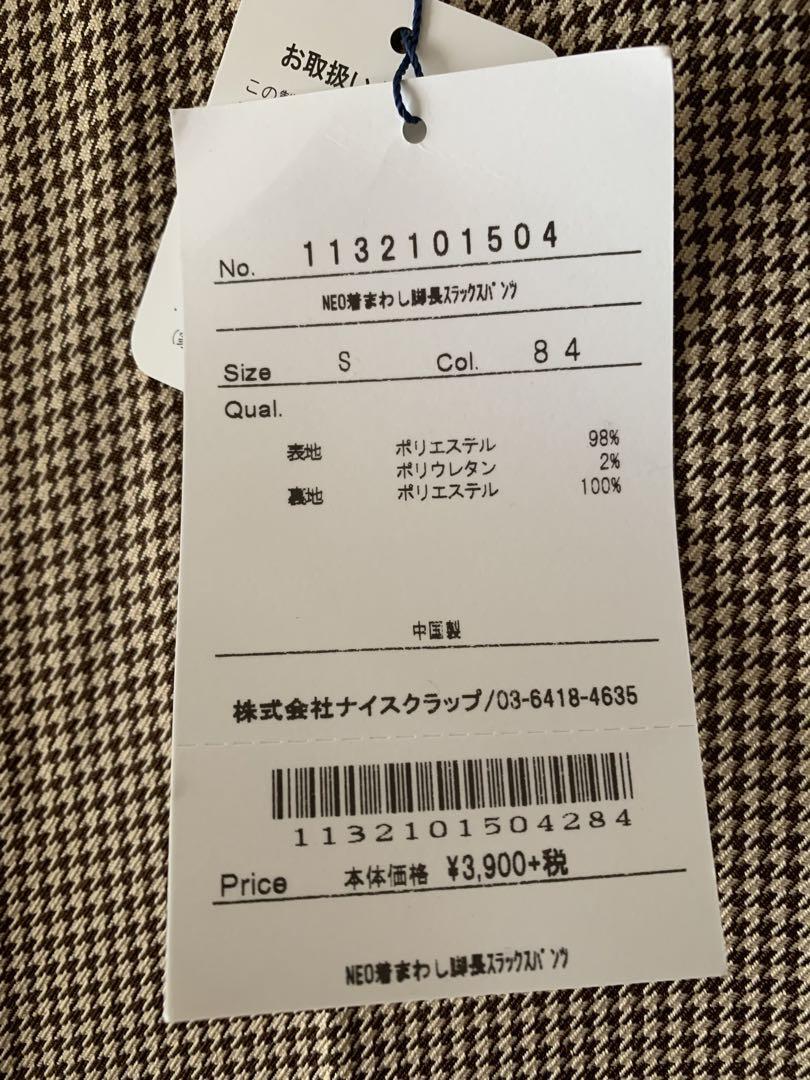 お取扱い
この
No. 1132101504
NEO着まわし脚長ｽﾗｯｸｽﾊﾟﾝﾂ
Size S Col. 84
Qual.
表地 ポリエステル 98%
ポリウレタン 2%
裏地 ポリエステル 100%
中国製
株式会社ナイスクラップ/03-6418-4635
1132101504284
Price 本体価格 ¥3,900+税
NEO着まわし脚長ｽﾗｯｸｽﾊﾟﾝﾂ